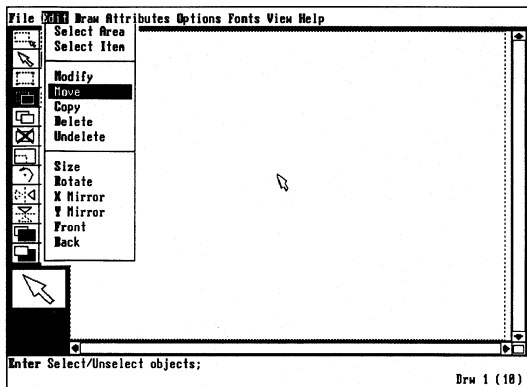 File Edit Draw Attributes Options Fonts View Help
Select Area
Select Item
Modify
Move
Copy
Delete
Undelete
Size
Rotate
X Mirror
Y Mirror
Front
Back
Enter Select/Unselect objects;
Drw 1 (10)